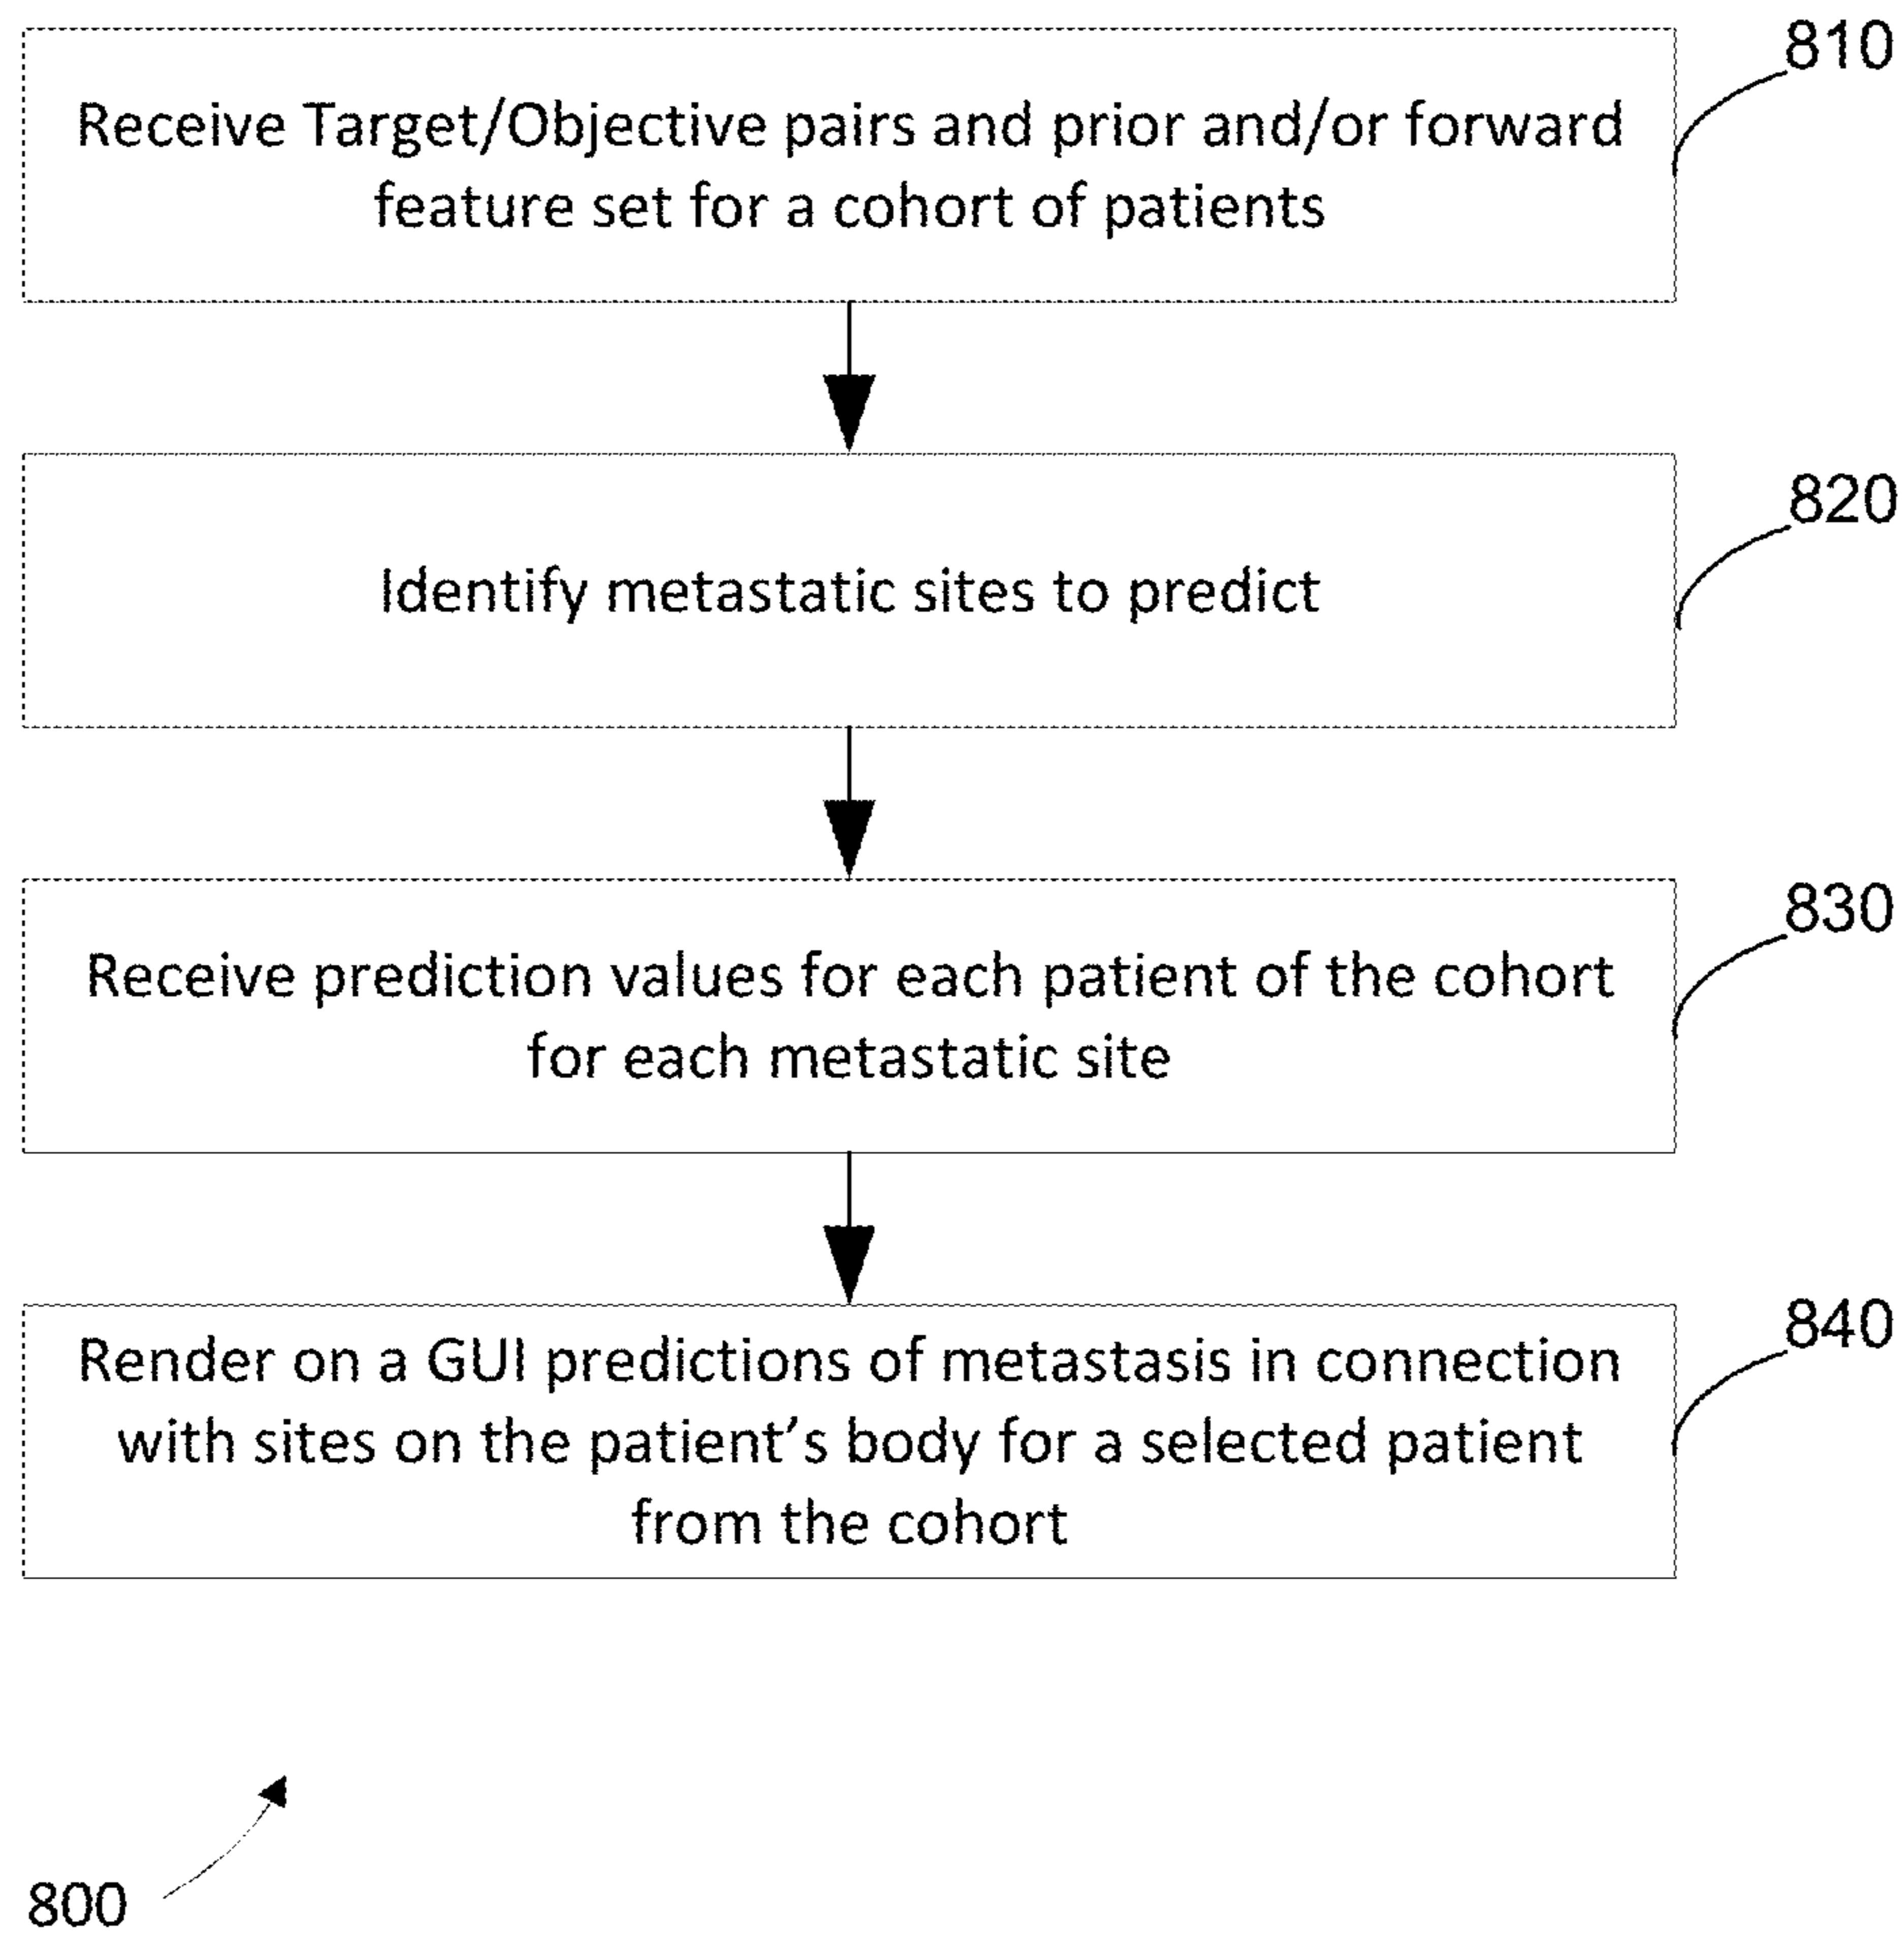 810
Receive Target/Objective pairs and prior and/or forward
feature set for a cohort of patients
820
Identify metastatic sites to predict
830
Receive prediction values for each patient of the cohort
for each metastatic site
840
Render on a GUI predictions of metastasis in connection
with sites on the patient’s body for a selected patient
from the cohort
800